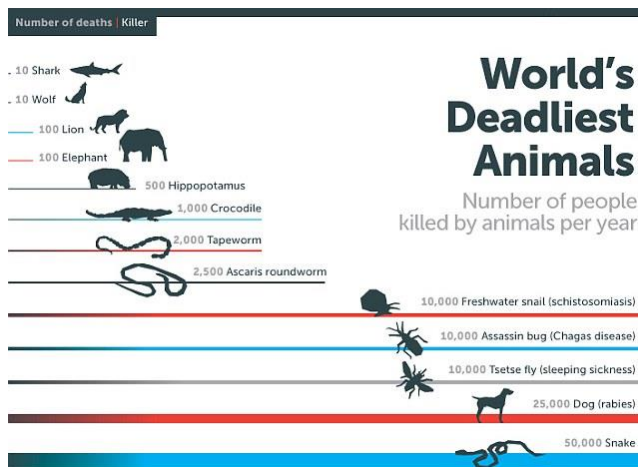 Number of deaths | Killer
World's
Deadliest
Animals
Number of people
killed by animals per year
10 Shark
10 Wolf
100 Lion
100 Elephant
500 Hippopotamus
1,000 Crocodile
2,000 Tapeworm
2,500 Ascaris roundworm
10,000 Freshwater snail (schistosomiasis)
10,000 Assassin bug (Chagas disease)
10,000 Tsetse fly (sleeping sickness)
25,000 Dog (rabies)
50,000 Snake